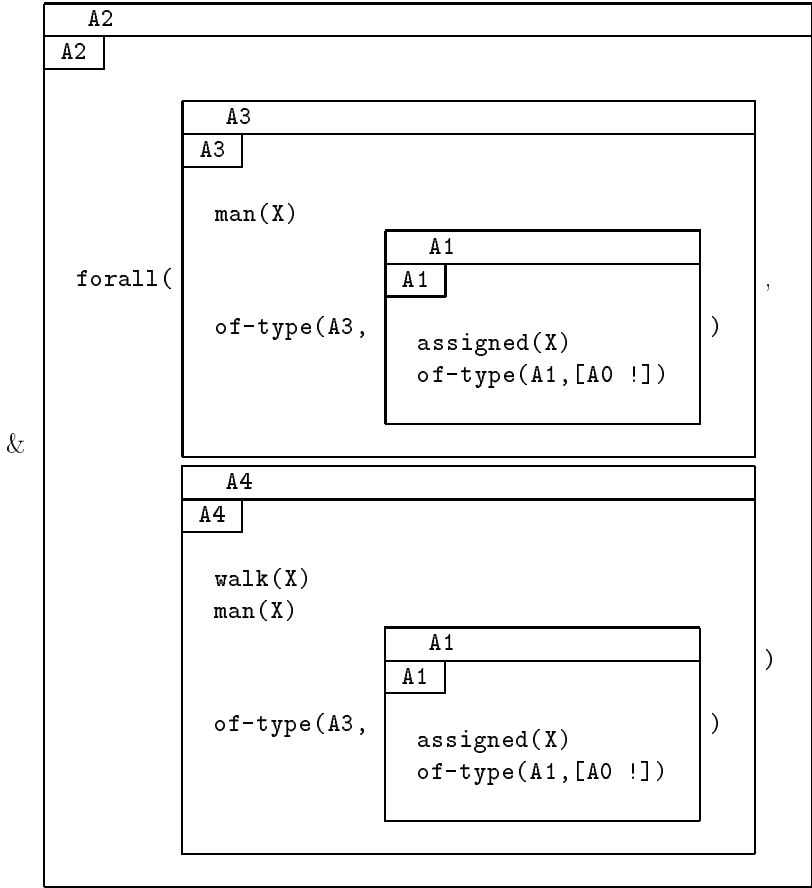 A2
A2
A3
A3
man(X)
A1
forall(
A1
,
of-type(A3,
)
assigned(X)
of-type(A1,[A0 !])
&
A4
A4
walk(X)
man(X)
A1
)
A1
of-type(A3,
)
assigned(X)
of-type(A1,[A0 !])